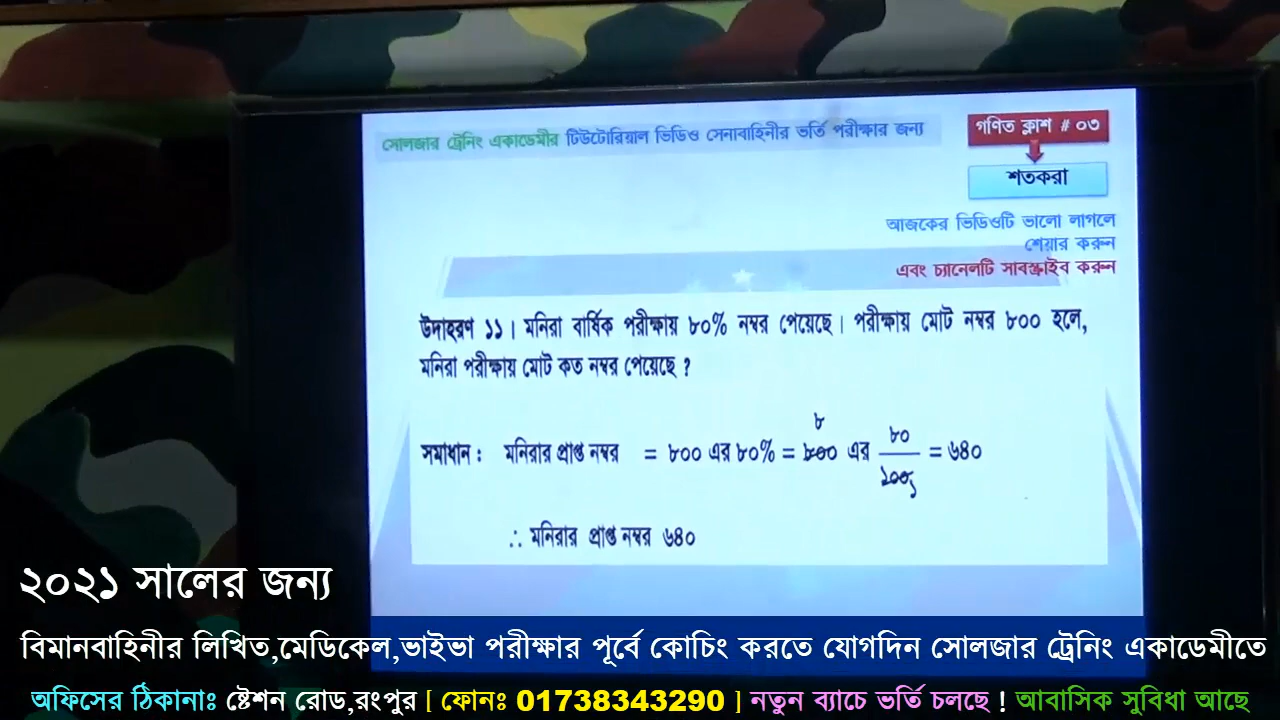 সোলজার ট্রেনিং একাডেমীর টিউটোরিয়াল ভিডিও সেনাবাহিনীর ভর্তি পরীক্ষার জন্য
গণিত ক্লাশ # ০৩
শতকরা
আজকের ভিডিওটি ভালো লাগলে
শেয়ার করুন
এবং চ্যানেলটি সাবস্ক্রাইব করুন
উদাহরণ ১১। মনিরা বার্ষিক পরীক্ষায় ৮০% নম্বর পেয়েছে। পরীক্ষায় মোট নম্বর ৮০০ হলে,
মনিরা পরীক্ষায় মোট কত নম্বর পেয়েছে ?
সমাধান : মনিরার প্রাপ্ত নম্বর = ৮০০ এর ৮০% = ৮০০ ৮ এর ৮০/১০০ ১ = ৬৪০
∴ মনিরার প্রাপ্ত নম্বর ৬৪০
২০২১ সালের জন্য
বিমানবাহিনীর লিখিত,মেডিকেল,ভাইভা পরীক্ষার পূর্বে কোচিং করতে যোগদিন সোলজার ট্রেনিং একাডেমীতে
অফিসের ঠিকানাঃ ষ্টেশন রোড,রংপুর [ ফোনঃ 01738343290 ] নতুন ব্যাচে ভর্তি চলছে ! আবাসিক সুবিধা আছে